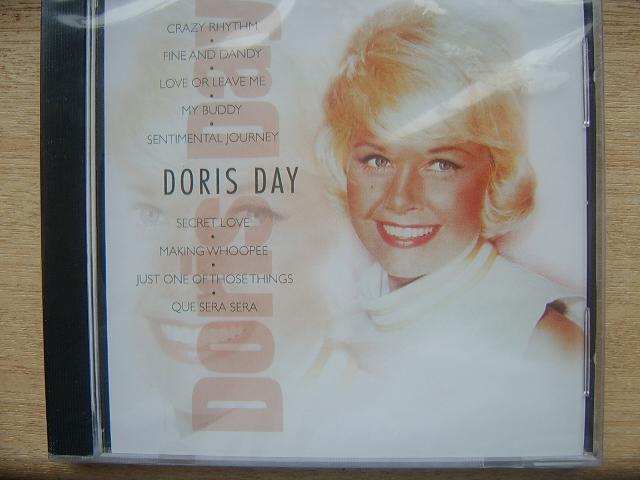 CRAZY RHYTHM
•
FINE AND DANDY
•
LOVE OR LEAVE ME
•
MY BUDDY
•
SENTIMENTAL JOURNEY
DORIS DAY
SECRET LOVE
•
MAKING WHOOPEE
•
JUST ONE OF THOSE THINGS
•
QUE SERA SERA
DORIS DAY